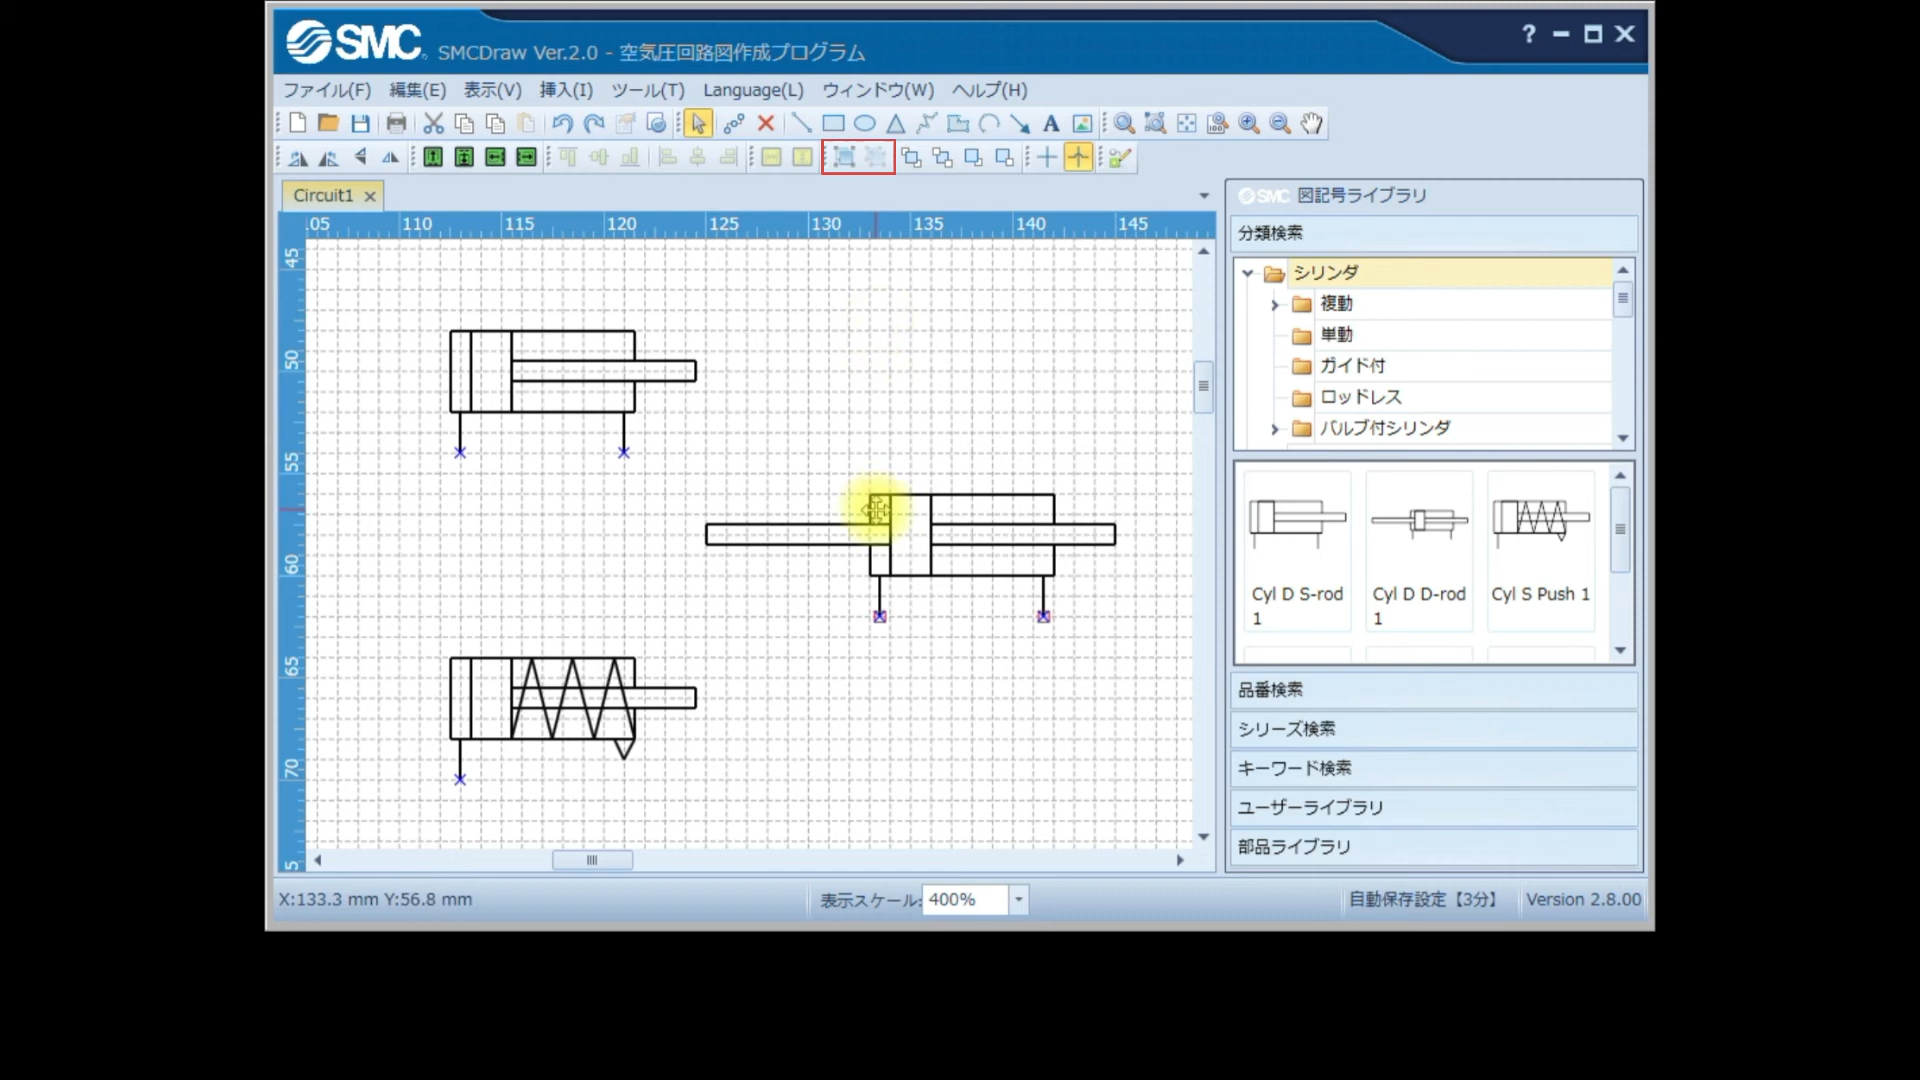 SMC SMCDraw Ver.2.0 - 空気圧回路図作成プログラム
ファイル(F) 編集(E) 表示(V) 挿入(I) ツール(T) Language(L) ウィンドウ(W) ヘルプ(H)
Circuit1
SMC 図記号ライブラリ
105 110 115 120 125 130 135 140 145
分類検索
45
50
55
60
65
70
5
シリンダ
複動
単動
ガイド付
ロッドレス
バルブ付シリンダ
Cyl D S-rod 
1
Cyl D D-rod
1
Cyl S Push 1
品番検索
シリーズ検索
キーワード検索
ユーザーライブラリ
部品ライブラリ
X:133.3 mm Y:56.8 mm 表示スケール: 400% 自動保存設定【3分】 Version 2.8.00